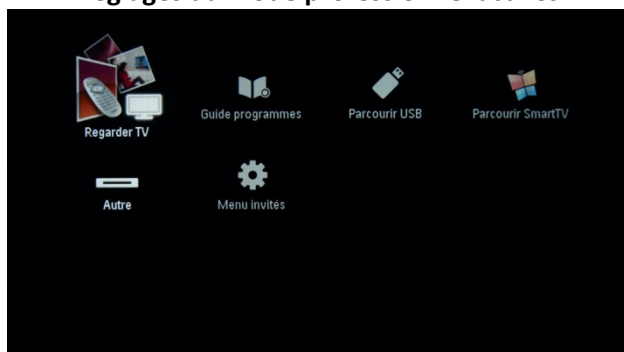 Regarder TV
Guide programmes
Parcourir USB
Parcourir SmartTV
Autre
Menu invités